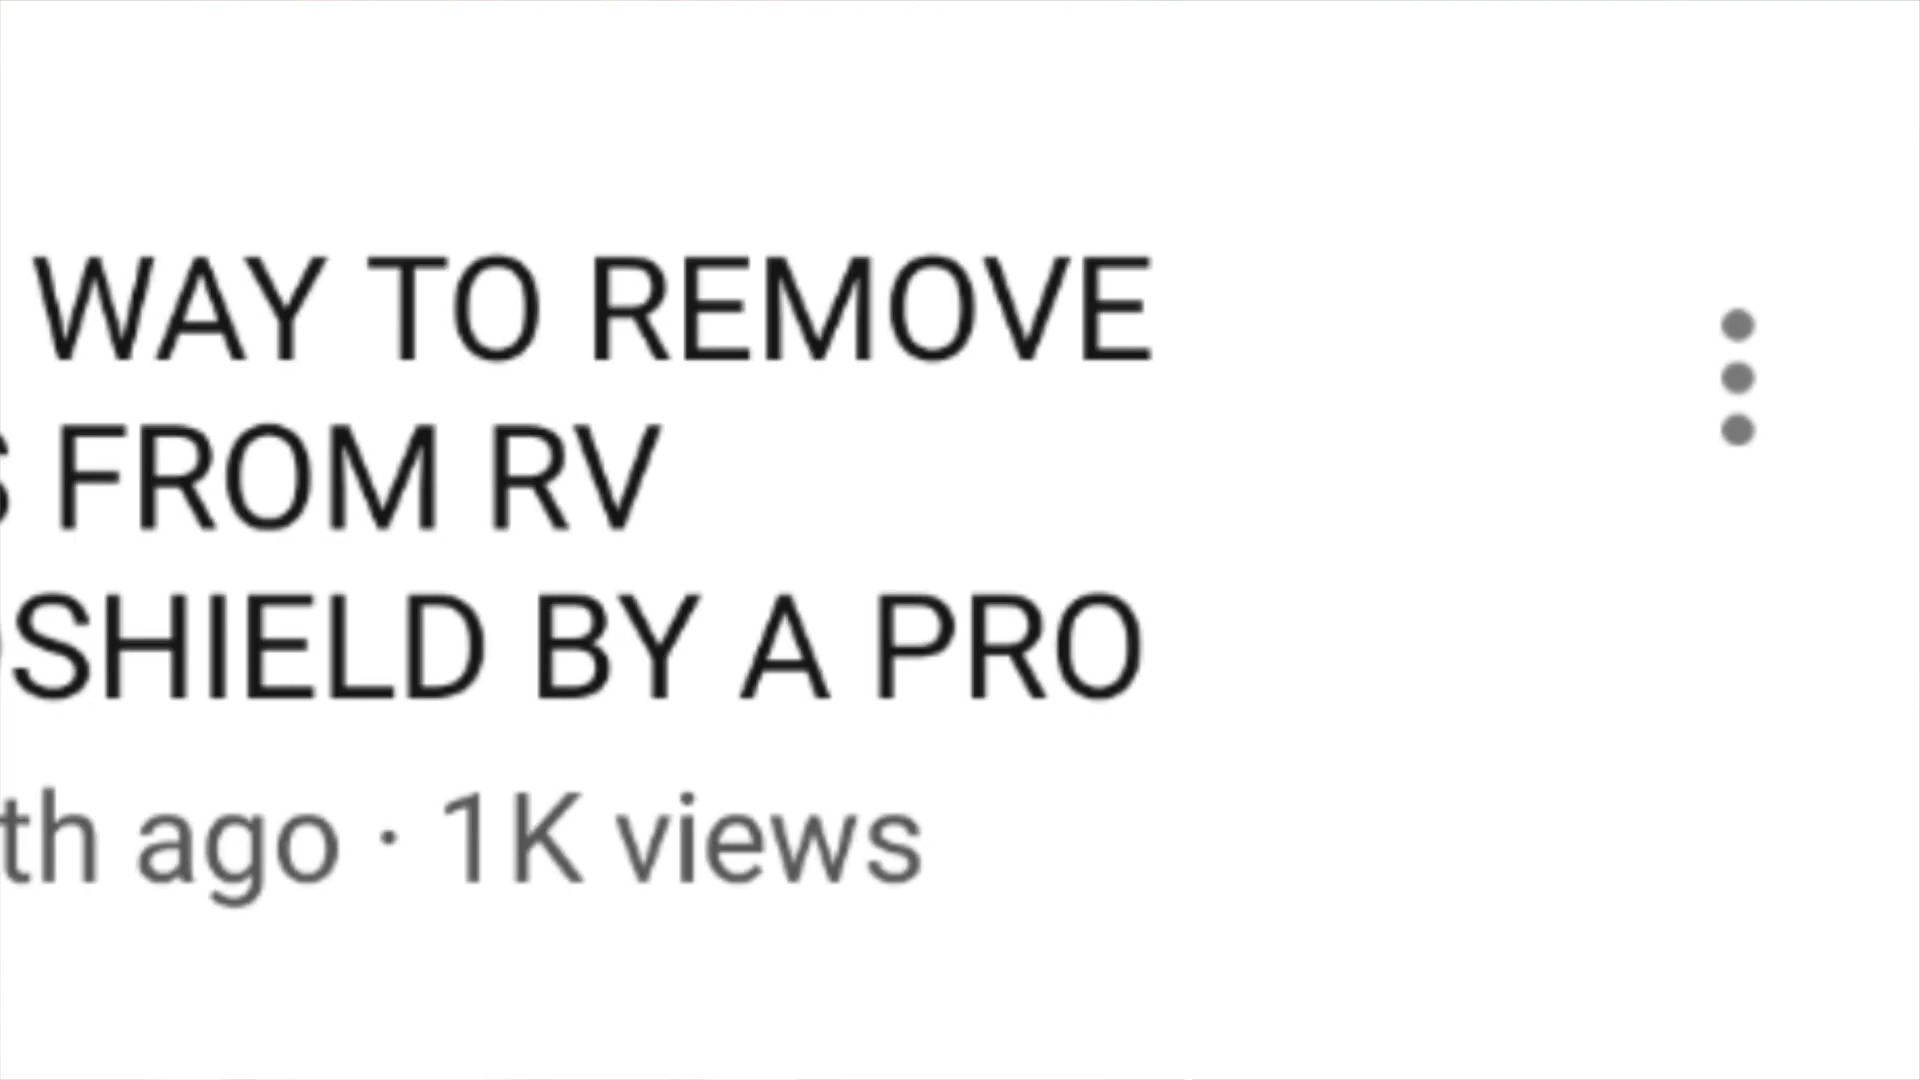 WAY TO REMOVE
FROM RV
SHIELD BY A PRO
th ago · 1K views